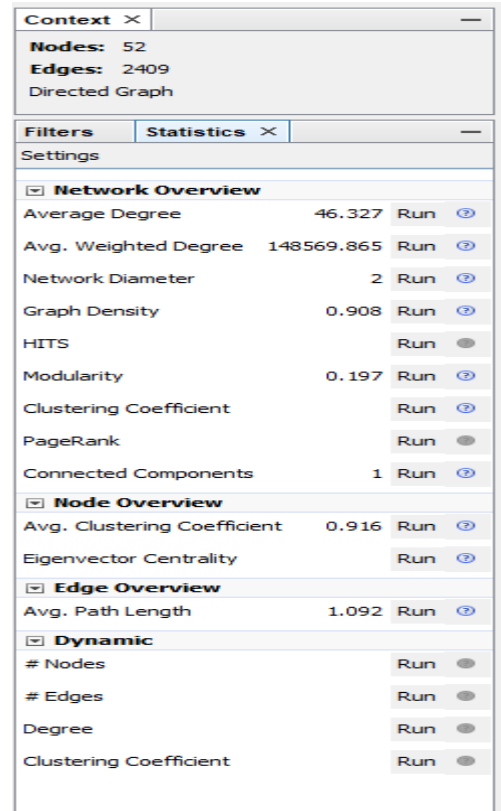 Context ×
Nodes: 52
Edges: 2409
Directed Graph
Filters Statistics ×
Settings
Network Overview
Average Degree 46.327 Run ?
Avg. Weighted Degree 148569.865 Run ?
Network Diameter 2 Run ?
Graph Density 0.908 Run ?
HITS Run ?
Modularity 0.197 Run ?
Clustering Coefficient Run ?
PageRank Run ?
Connected Components 1 Run ?
Node Overview
Avg. Clustering Coefficient 0.916 Run ?
Eigenvector Centrality Run ?
Edge Overview
Avg. Path Length 1.092 Run ?
Dynamic
# Nodes Run ?
# Edges Run ?
Degree Run ?
Clustering Coefficient Run ?